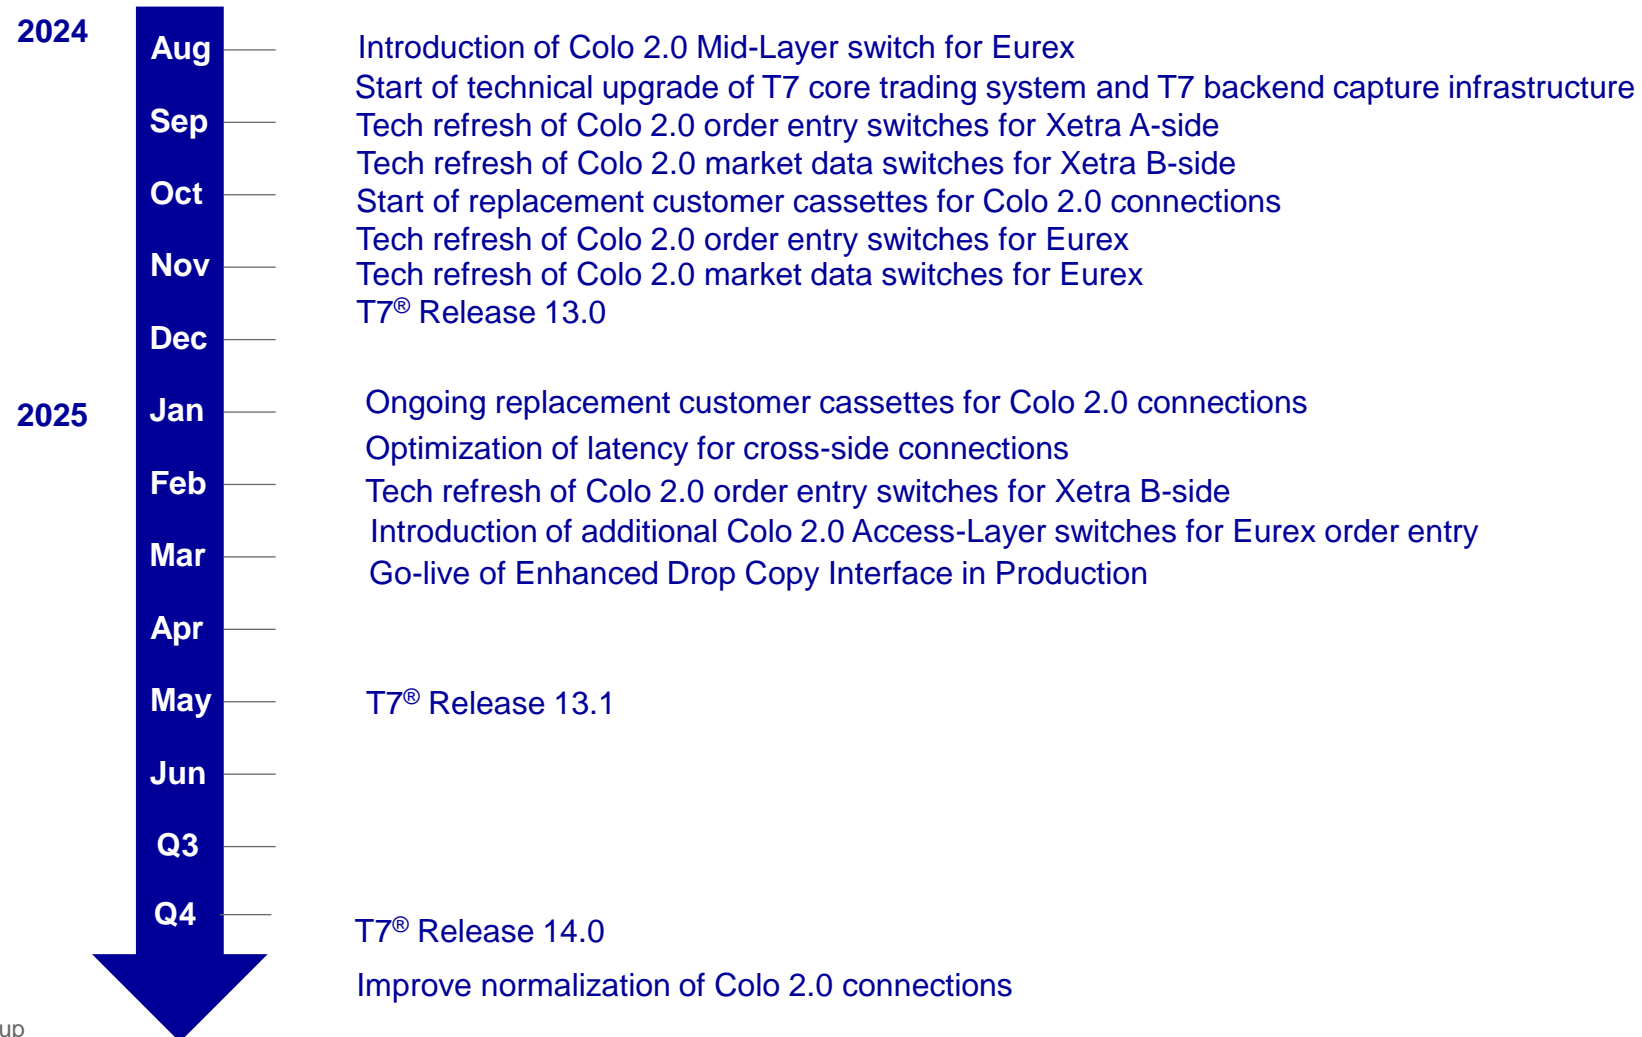 2024
Aug
Introduction of Colo 2.0 Mid-Layer switch for Eurex
Start of technical upgrade of T7 core trading system and T7 backend capture infrastructure
Sep
Tech refresh of Colo 2.0 order entry switches for Xetra A-side
Tech refresh of Colo 2.0 market data switches for Xetra B-side
Oct
Start of replacement customer cassettes for Colo 2.0 connections
Tech refresh of Colo 2.0 order entry switches for Eurex
Nov
Tech refresh of Colo 2.0 market data switches for Eurex
T7® Release 13.0
Dec
2025
Jan
Ongoing replacement customer cassettes for Colo 2.0 connections
Optimization of latency for cross-side connections
Feb
Tech refresh of Colo 2.0 order entry switches for Xetra B-side
Introduction of additional Colo 2.0 Access-Layer switches for Eurex order entry
Mar
Go-live of Enhanced Drop Copy Interface in Production
Apr
May
T7® Release 13.1
Jun
Q3
Q4
T7® Release 14.0
Improve normalization of Colo 2.0 connections
up